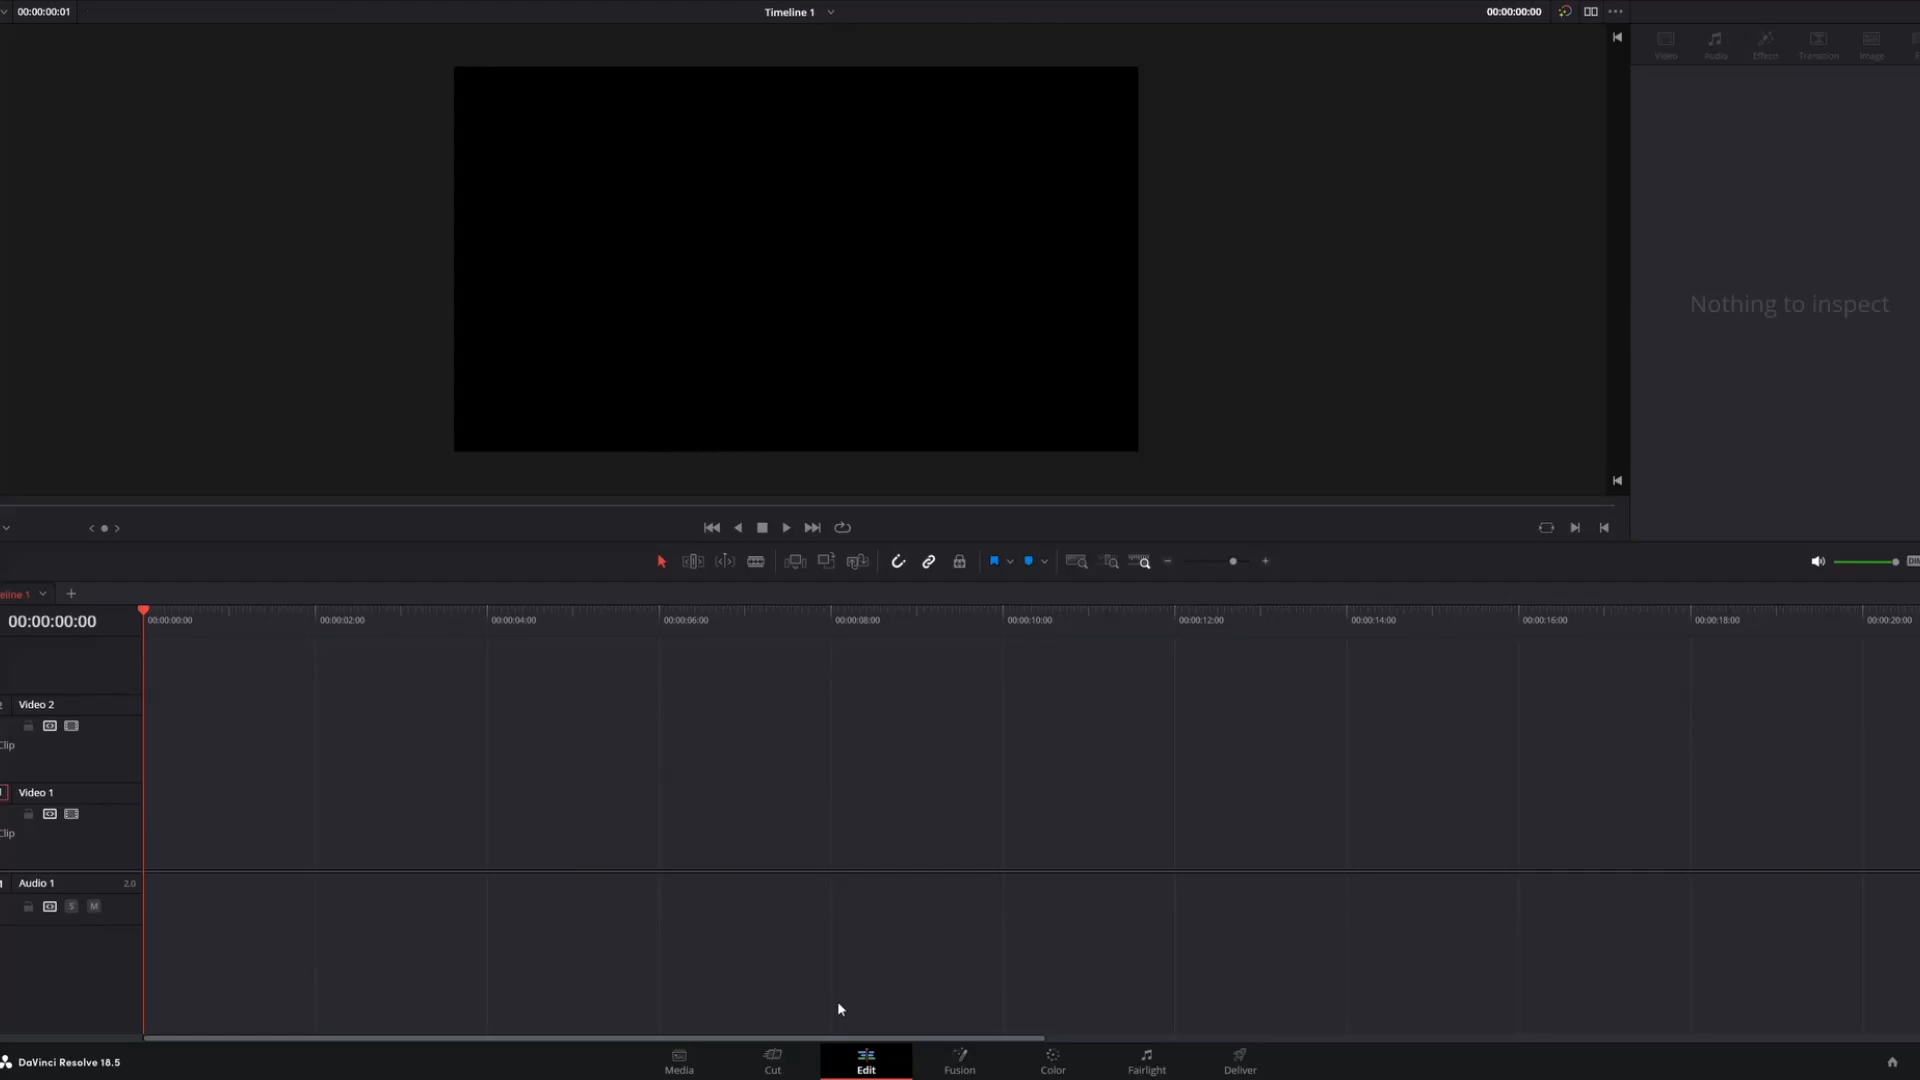 00:00:00:01
Timeline 1
00:00:00:00
Video
Audio
Effects
Transition
Image
Nothing to inspect
eline 1
00:00:00:00
00:00:00:00
00:00:02:00
00:00:04:00
00:00:06:00
00:00:08:00
00:00:10:00
00:00:12:00
00:00:14:00
00:00:16:00
00:00:18:00
00:00:20:00
Video 2
Clip
Video 1
Clip
Audio 1
2.0
S
M
DaVinci Resolve 18.5
Media
Cut
Edit
Fusion
Color
Fairlight
Deliver